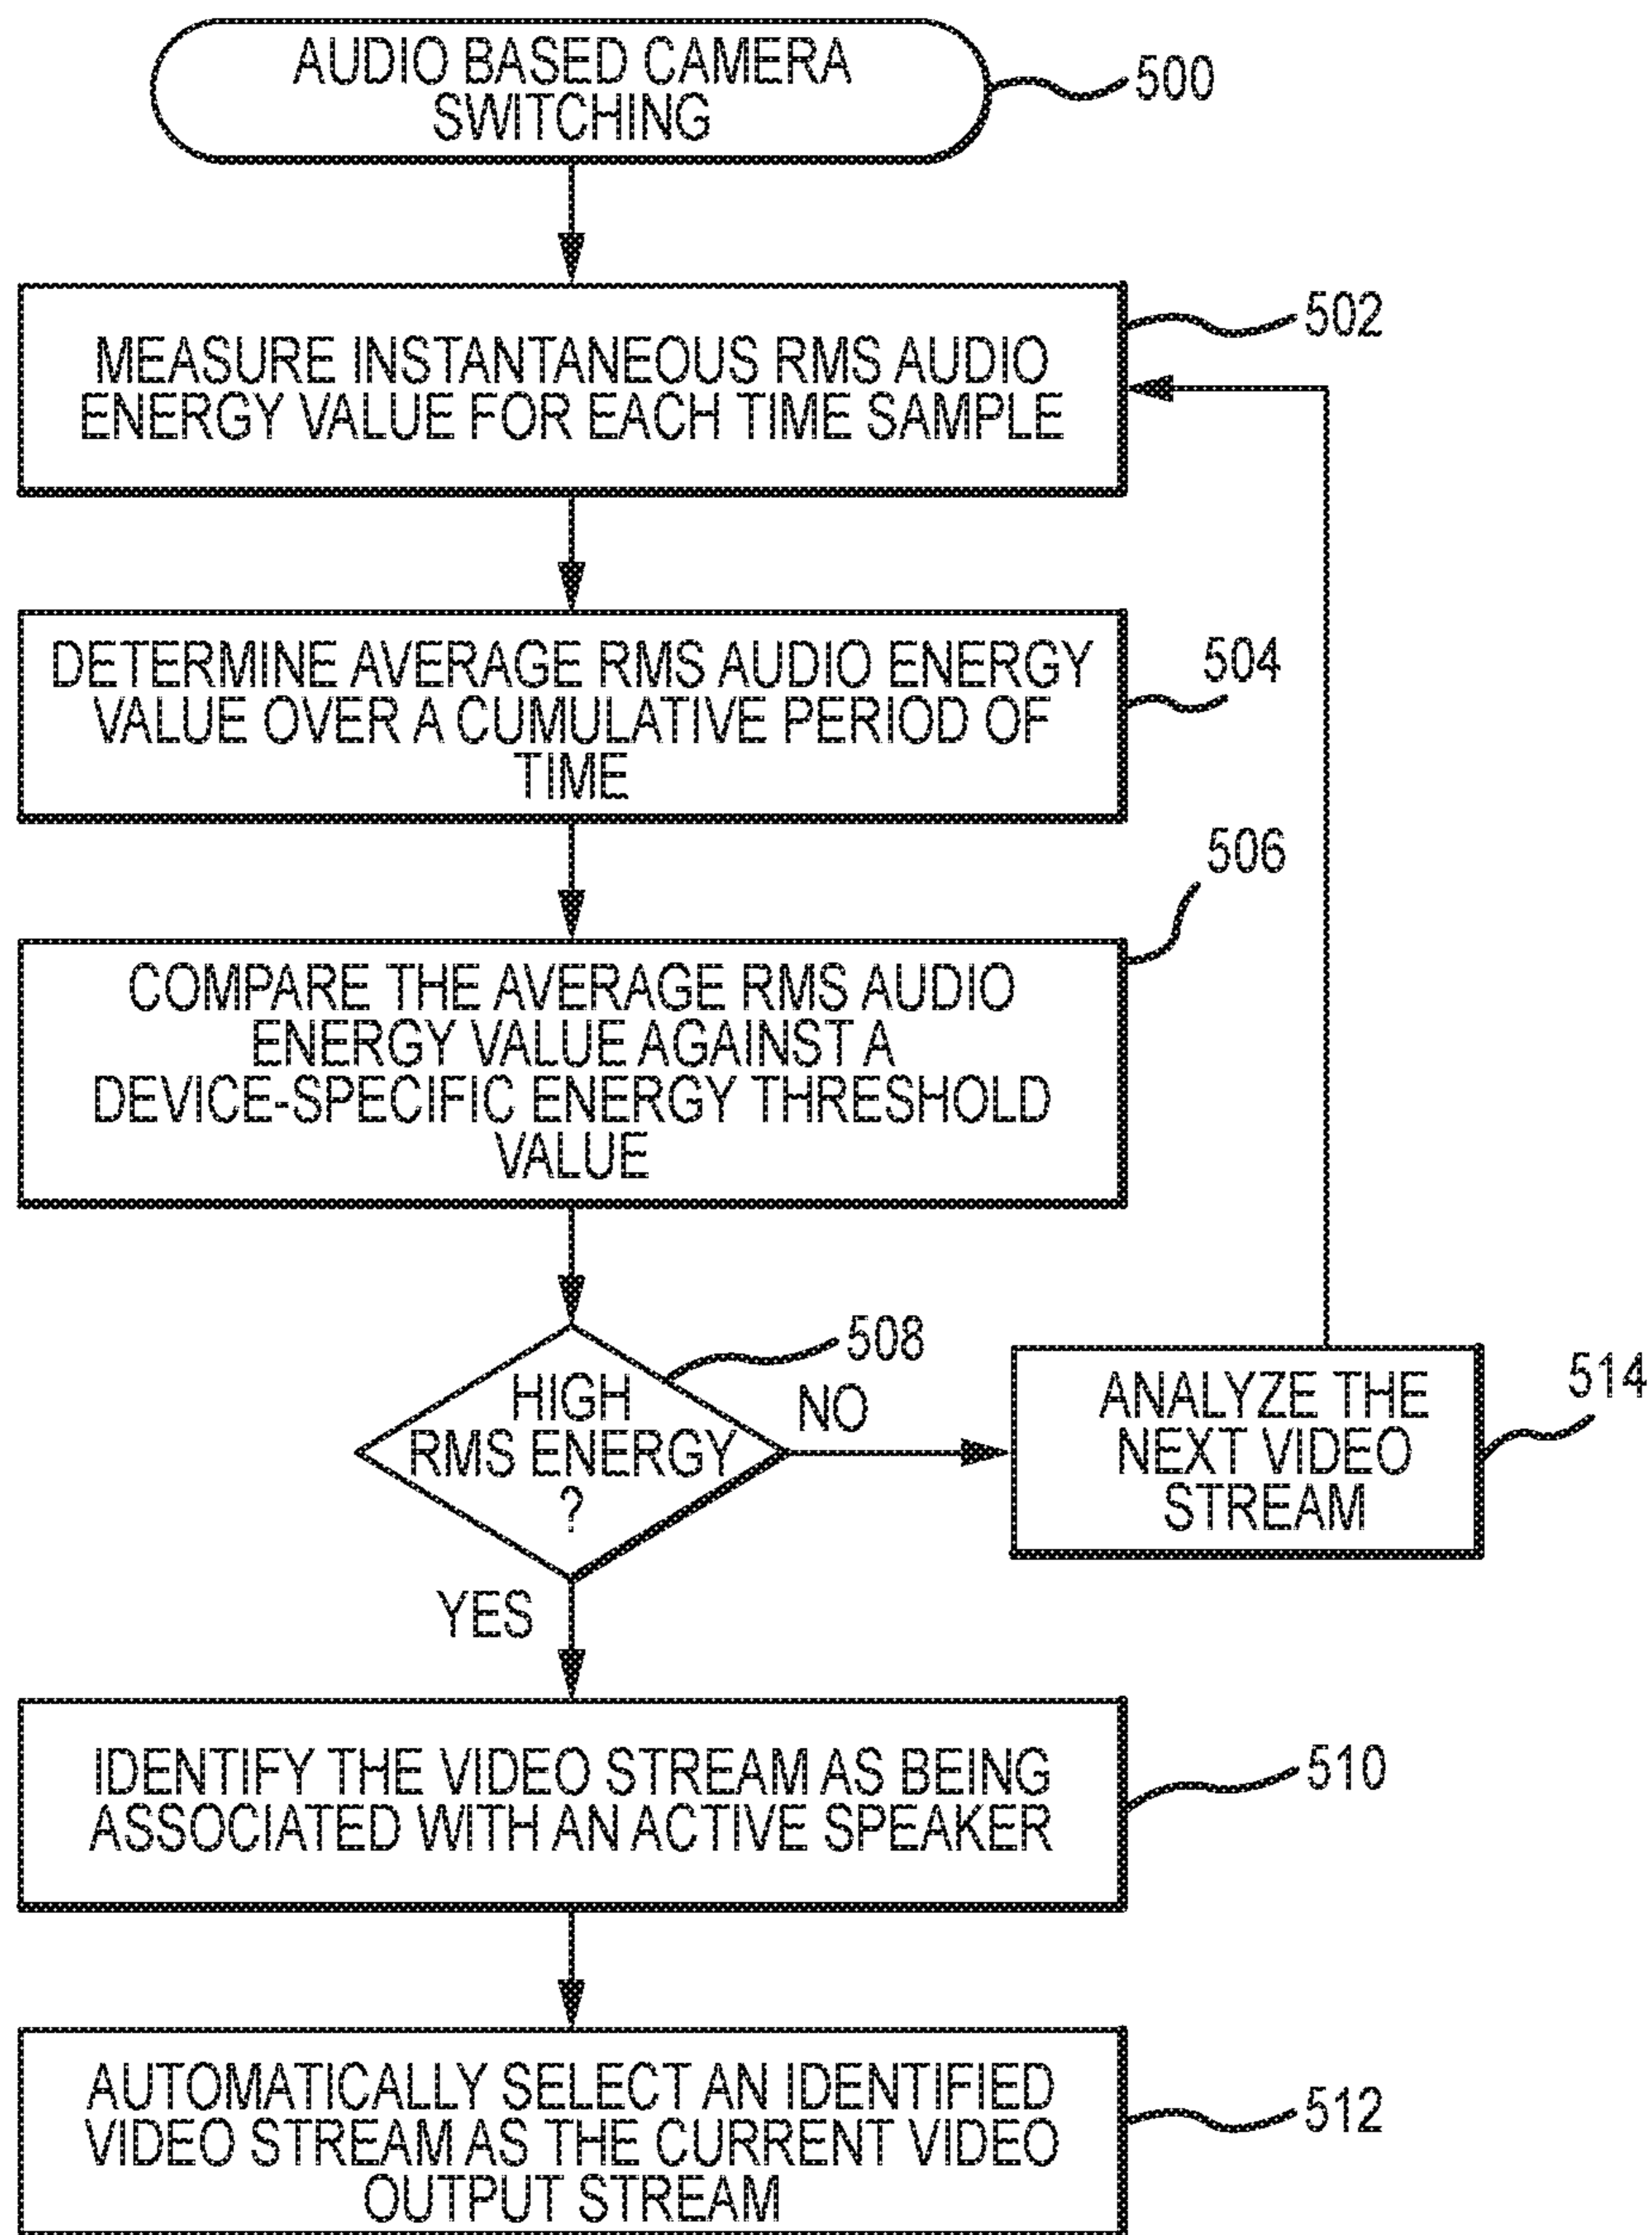 AUDIO BASED CAMERA
SWITCHING
500
MEASURE INSTANTANEOUS RMS AUDIO
ENERGY VALUE FOR EACH TIME SAMPLE
502
DETERMINE AVERAGE RMS AUDIO ENERGY
VALUE OVER A CUMULATIVE PERIOD OF
TIME
504
COMPARE THE AVERAGE RMS AUDIO
ENERGY VALUE AGAINST A
DEVICE-SPECIFIC ENERGY THRESHOLD
VALUE
506
HIGH
RMS ENERGY
?
508
NO
ANALYZE THE
NEXT VIDEO
STREAM
514
YES
IDENTIFY THE VIDEO STREAM AS BEING
ASSOCIATED WITH AN ACTIVE SPEAKER
510
AUTOMATICALLY SELECT AN IDENTIFIED
VIDEO STREAM AS THE CURRENT VIDEO
OUTPUT STREAM
512